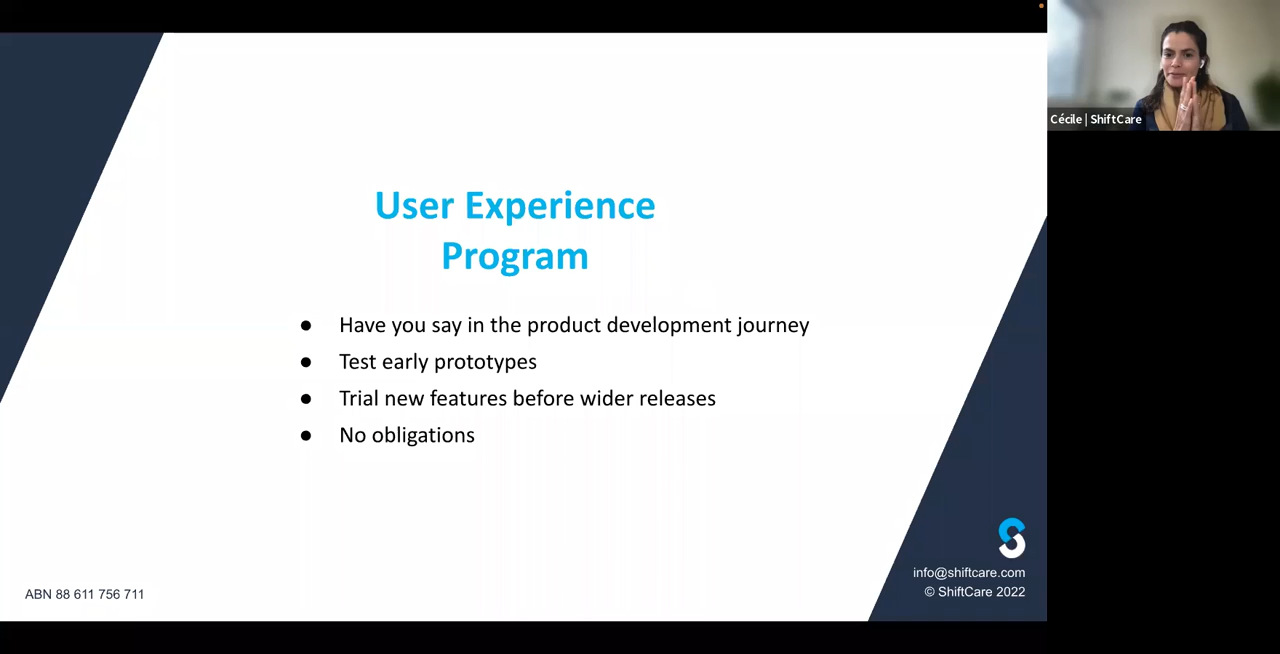 Cécile | ShiftCare
User Experience
Program
● Have you say in the product development journey
● Test early prototypes
● Trial new features before wider releases
● No obligations
info@shiftcare.com
ABN 88 611 756 711
© ShiftCare 2022